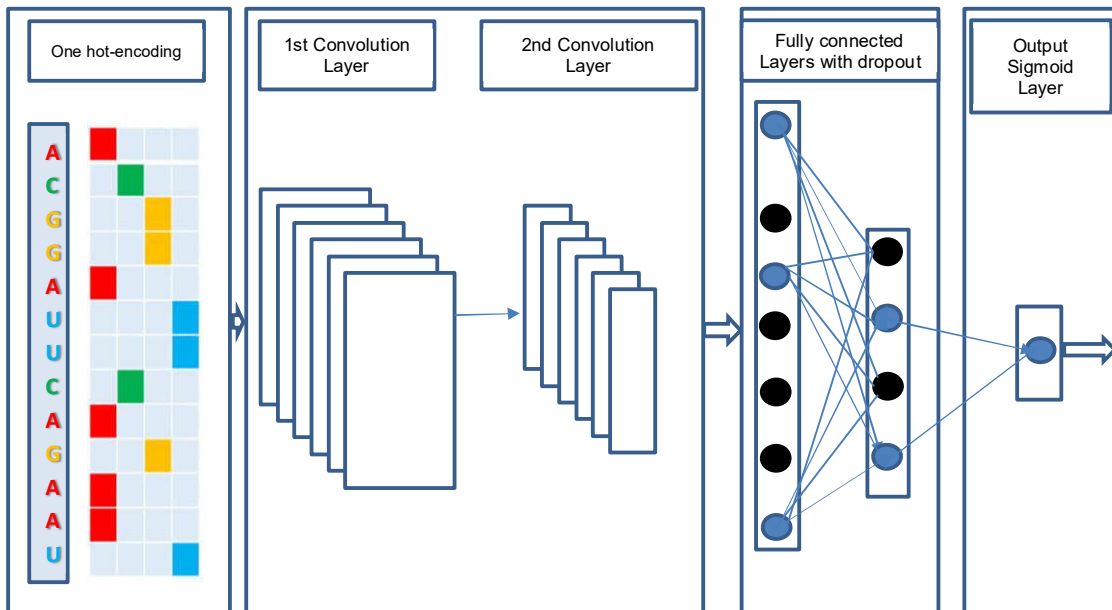 One hot-encoding
1st Convolution
Layer
2nd Convolution
Layer
Fully connected
Layers with dropout
Output
Sigmoid
Layer
A
C
G
G
A
U
U
C
A
G
A
A
U